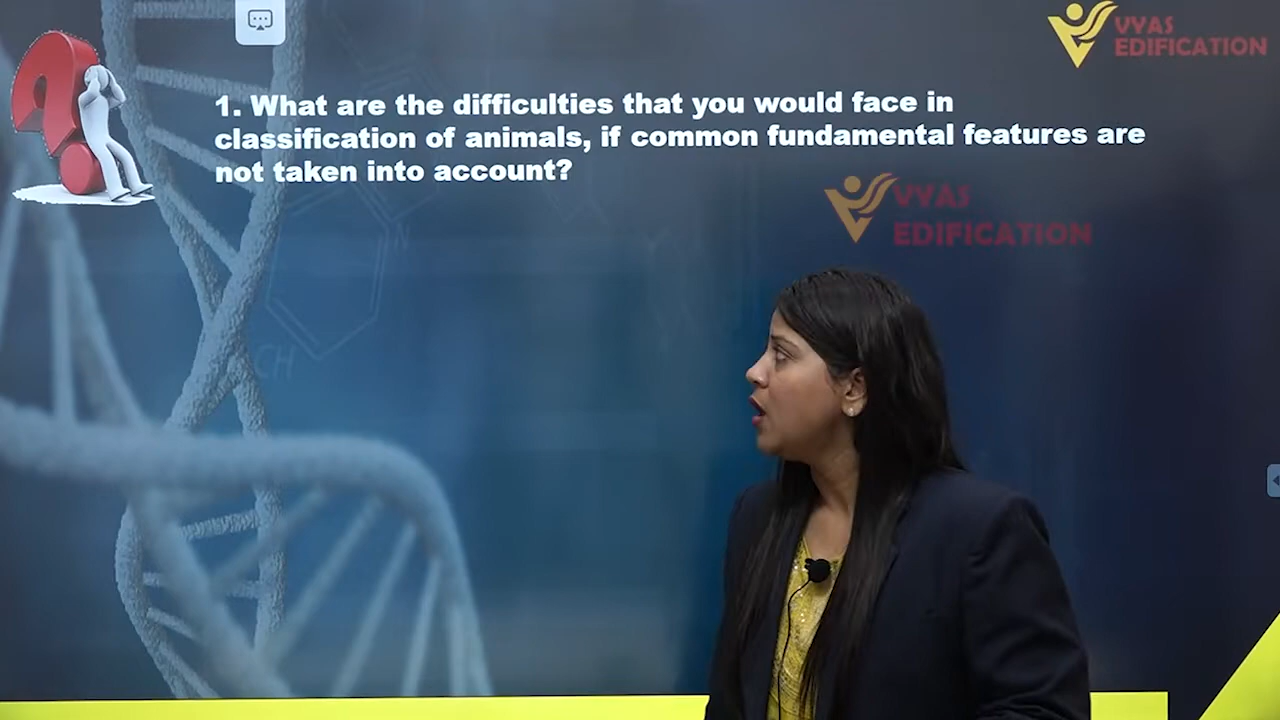 VYAS
EDIFICATION
1. What are the difficulties that you would face in
classification of animals, if common fundamental features are
not taken into account?
VYAS
EDIFICATION
CH